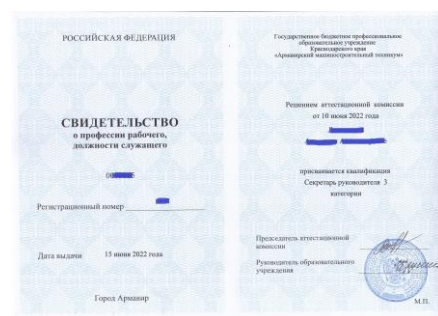 РОССИЙСКАЯ ФЕДЕРАЦИЯ
СВИДЕТЕЛЬСТВО
о профессии рабочего,
должности служащего
Регистрационный номер
Дата выдачи 15 июня 2022 года
Город Армавир
Государственное бюджетное профессиональное
образовательное учреждение
Краснодарского края
«Армавирский машиностроительный техникум»
Решением аттестационной комиссии
от 10 июня 2022 года
присваивается квалификация
Секретарь руководителя 3
категории
Председатель аттестационной
комиссии
Руководитель образовательного
учреждения
М.П.